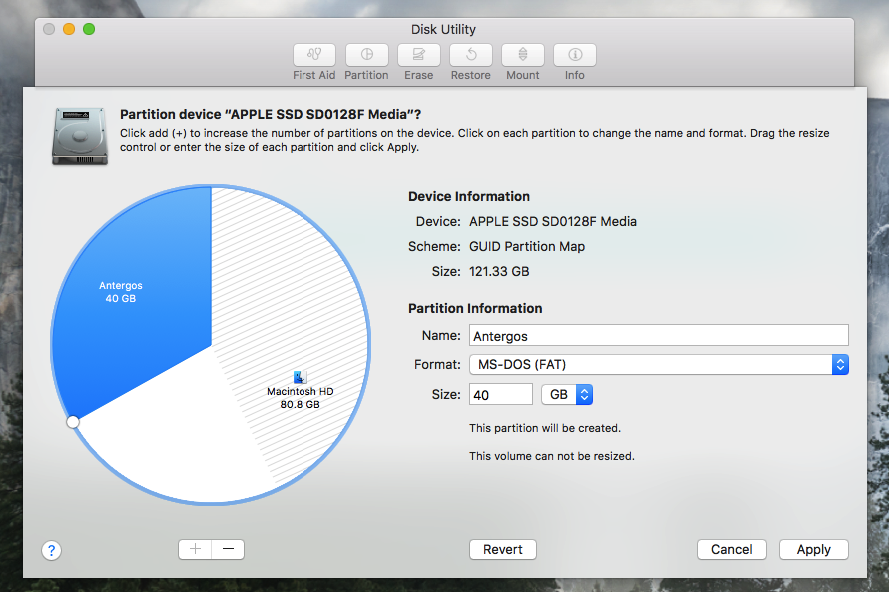 Disk Utility
First Aid
Partition
Erase
Restore
Mount
Info
Partition device “APPLE SSD SD0128F Media”?
Click add (+) to increase the number of partitions on the device. Click on each partition to change the name and format. Drag the resize
control or enter the size of each partition and click Apply.
Antergos
40 GB
Macintosh HD
80.8 GB
Device Information
Device: APPLE SSD SD0128F Media
Scheme: GUID Partition Map
Size: 121.33 GB
Partition Information
Name: Antergos
Format: MS-DOS (FAT)
Size: 40 GB
This partition will be created.
This volume can not be resized.
?
+ −
Revert
Cancel
Apply